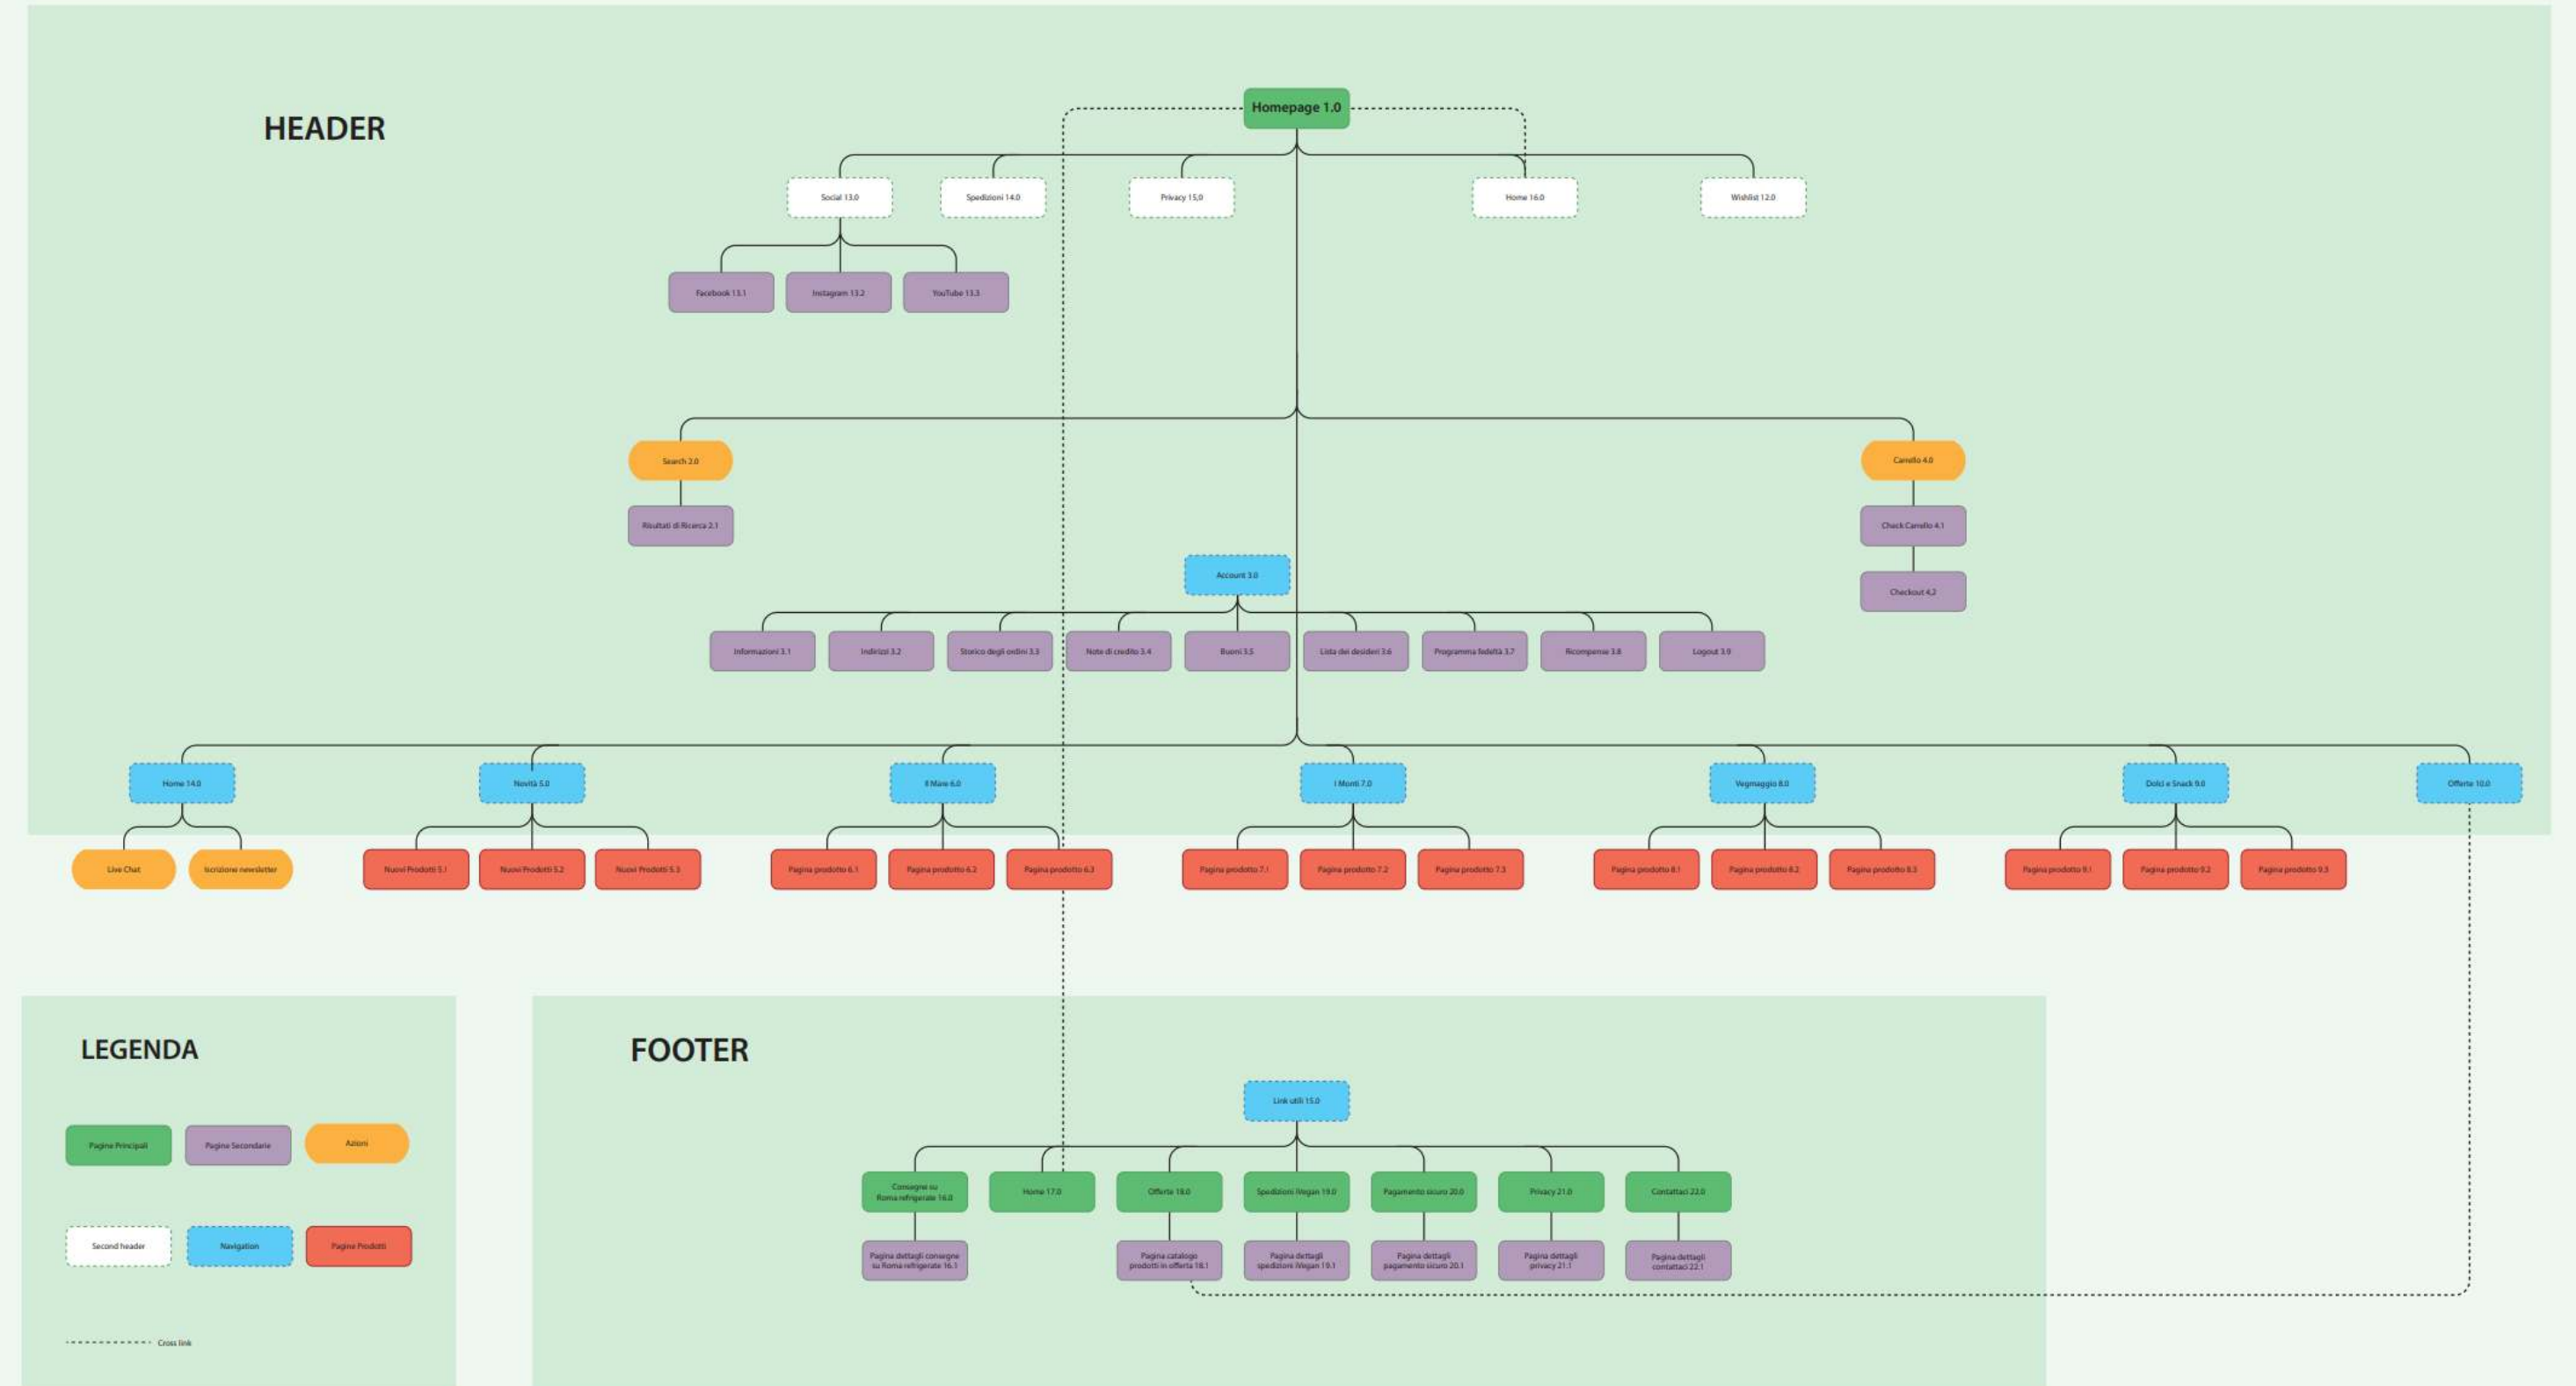 HEADER
Homepage 1.0
Social 13.0
Spedizioni 14.0
Privacy 15,0
Home 16.0
Wishlist 12.0
Facebook 13.1
Instagram 13.2
YouTube 13.3
Search 2.0
Carrello 4.0
Risultati di Ricerca 2.1
Check Carrello 4.1
Account 3.0
Checkout 4,2
Informazioni 3.1
Indirizzi 3.2
Storico degli ordini 3.3
Note di credito 3.4
Buoni 3.5
Lista dei desideri 3.6
Programma fedeltà 3.7
Ricompense 3.8
Logout 3.9
Home 14.0
Novità 5.0
Il Mare 6.0
I Monti 7.0
Vegmaggio 8.0
Dolci e Snack 9.0
Offerte 10.0
Live Chat
Iscrizione newsletter
Nuovi Prodotti 5.1
Nuovi Prodotti 5.2
Nuovi Prodotti 5.3
Pagina prodotto 6.1
Pagina prodotto 6.2
Pagina prodotto 6.3
Pagina prodotto 7.1
Pagina prodotto 7.2
Pagina prodotto 7.3
Pagina prodotto 8.1
Pagina prodotto 8.2
Pagina prodotto 8.3
Pagina prodotto 9.1
Pagina prodotto 9.2
Pagina prodotto 9.3
LEGENDA
Pagine Principali
Pagine Secondarie
Azioni
Second header
Navigation
Pagine Prodotti
Cross link
FOOTER
Link utili 15.0
Consegne su
Roma refrigerate 16.0
Home 17.0
Offerte 18.0
Spedizioni iVegan 19.0
Pagamento sicuro 20.0
Privacy 21.0
Contattaci 22.0
Pagina dettagli consegne
su Roma refrigerate 16.1
Pagina catalogo
prodotti in offerta 18.1
Pagina dettagli
spedizioni iVegan 19.1
Pagina dettagli
pagamento sicuro 20.1
Pagina dettagli
privacy 21.1
Pagina dettagli
contattaci 22.1